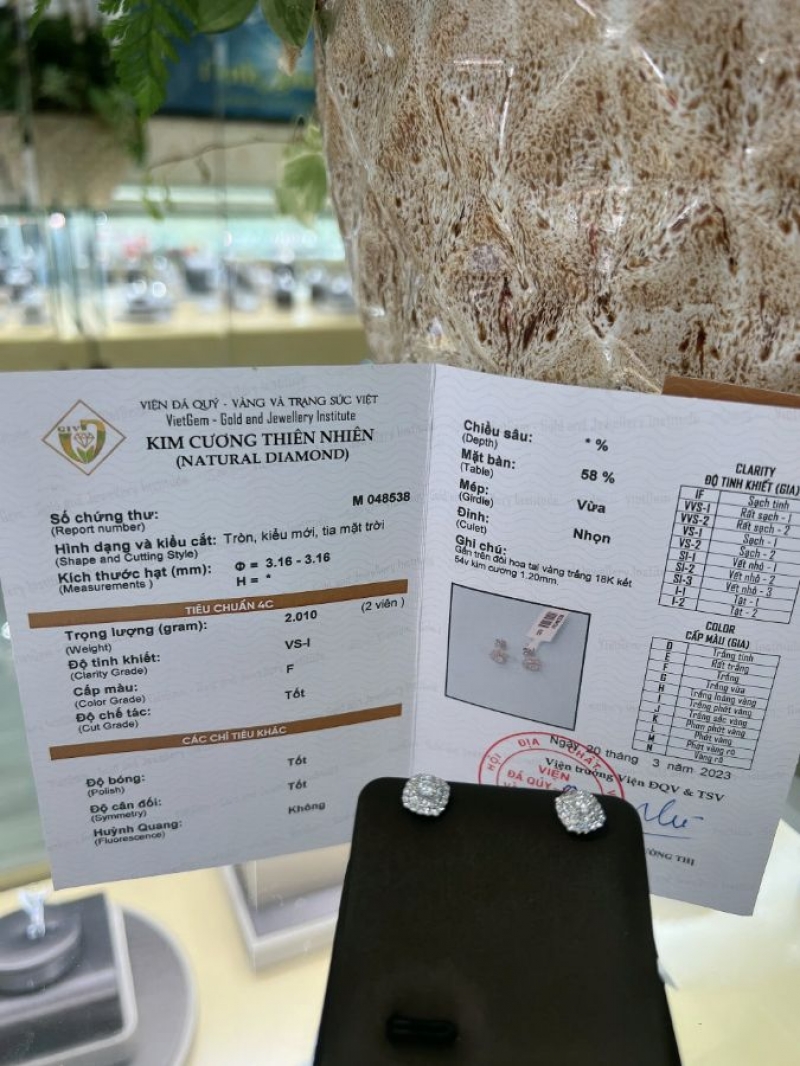 VIỆN ĐÁ QUÝ - VÀNG VÀ TRANG SỨC VIỆT
VietGem - Gold and Jewellery Institute
KIM CƯƠNG THIÊN NHIÊN
(NATURAL DIAMOND)
GIV
M 048538
Số chứng thư:
(Report number)
Hình dạng và kiểu cắt: Tròn, kiểu mới, tia mặt trời
(Shape and Cutting Style)
Kích thước hạt (mm): Φ = 3.16 - 3.16
(Measurements ) H = *
TIÊU CHUẨN 4C
Trọng lượng (gram): 2.010 (2 viên )
(Weight)
Độ tinh khiết: VS-I
(Clarity Grade)
Cấp màu: F
(Color Grade)
Độ chế tác: Tốt
(Cut Grade)
CÁC CHỈ TIÊU KHÁC
Độ bóng: Tốt
(Polish)
Độ cân đối: Tốt
(Symmetry)
Huỳnh Quang: Không
(Fluorescence)
Chiều sâu: * %
(Depth)
Mặt bàn: 58 %
(Table)
Mép: Vừa
(Girdle)
Đỉnh: Nhọn
(Culet)
Ghi chú:
Gắn trên đôi hoa tai vàng trắng 18K kết
54v kim cương 1.20mm.
CLARITY
ĐỘ TINH KHIẾT (GIA)
IF Sạch tinh
VVS-I Rất sạch - 1
VVS-2 Rất sạch - 2
VS-I Sạch - 1
VS-2 Sạch - 2
SI-I Vết nhỏ - 1
SI-2 Vết nhỏ - 2
SI-3 Vết nhỏ - 3
I-I Tật - 1
I-2 Tật - 2
COLOR
CẤP MÀU (GIA)
D Trắng tinh
E Rất trắng
F Trắng
G Trắng vừa
H Trắng loáng vàng
I Trắng phớt vàng
J Trắng sắc vàng
K Phan phớt vàng
L Phớt vàng
M Phớt vàng rõ
N Vàng rõ
Ngày 20 tháng 3 năm 2023
Viện trưởng Viện ĐQV & TSV
HỘI ĐỊA CHẤT
VIỆN
ĐÁ QUÝ
ƯỜNG THỊ